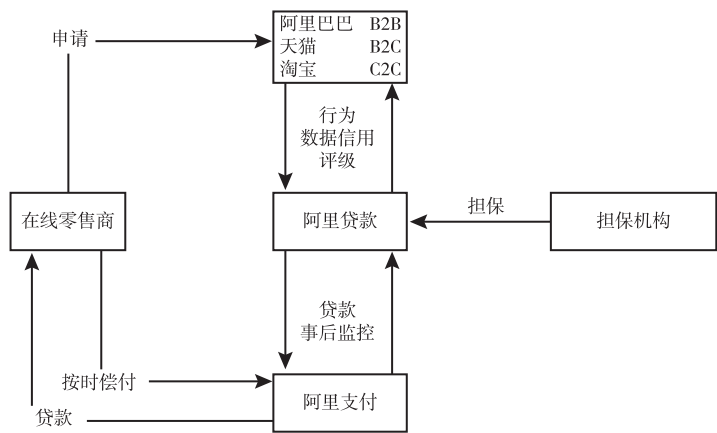 阿里巴巴 B2B
天猫 B2C
淘宝 C2C
申请
行为
数据信用
评级
在线零售商
阿里贷款
担保
担保机构
贷款
事后监控
按时偿付
阿里支付
贷款